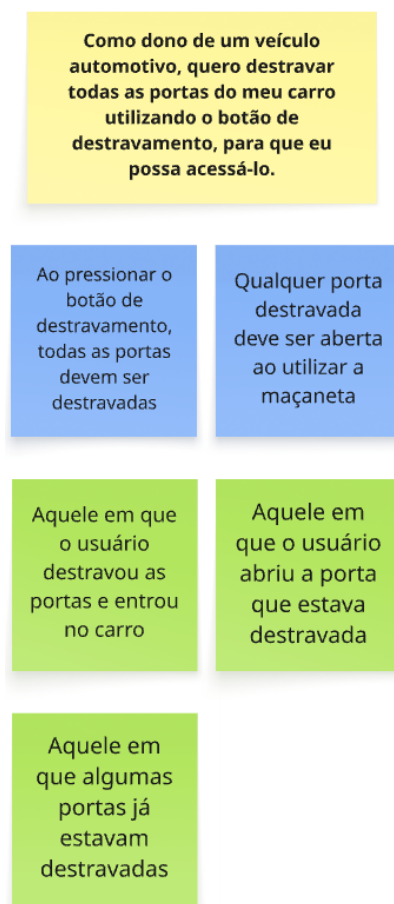 Como dono de um veículo
automotivo, quero destravar
todas as portas do meu carro
utilizando o botão de
destravamento, para que eu
possa acessá-lo.
Ao pressionar o
botão de
destravamento,
todas as portas
devem ser
destravadas
Qualquer porta
destravada
deve ser aberta
ao utilizar a
maçaneta
Aquele em que
o usuário
destravou as
portas e entrou
no carro
Aquele em
que o usuário
abriu a porta
que estava
destravada
Aquele em
que algumas
portas já
estavam
destravadas